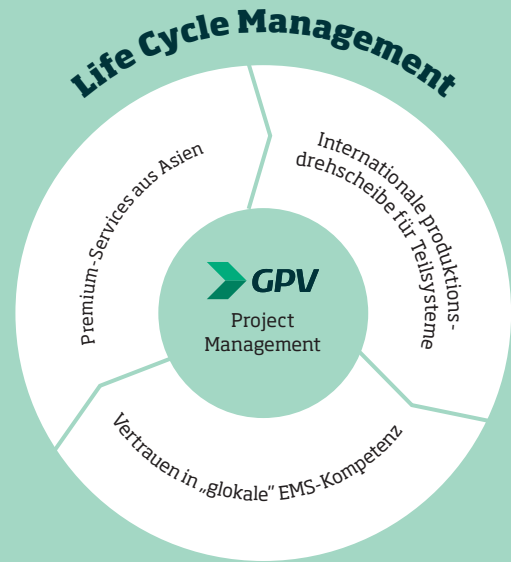 Life Cycle Management
Premium-Services aus Asien
Internationale produktions-
drehscheibe für Teilsysteme
GPV
Project
Management
Vertrauen in „glokale” EMS-Kompetenz